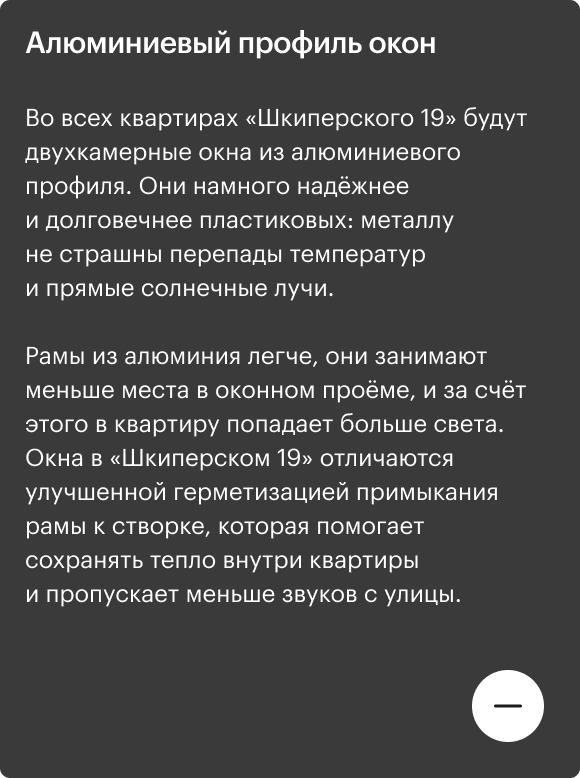 Алюминиевый профиль окон
Во всех квартирах «Шкиперского 19» будут
двухкамерные окна из алюминиевого
профиля. Они намного надёжнее
и долговечнее пластиковых: металлу
не страшны перепады температур
и прямые солнечные лучи.
Рамы из алюминия легче, они занимают
меньше места в оконном проёме, и за счёт
этого в квартиру попадает больше света.
Окна в «Шкиперском 19» отличаются
улучшенной герметизацией примыкания
рамы к створке, которая помогает
сохранять тепло внутри квартиры
и пропускает меньше звуков с улицы.